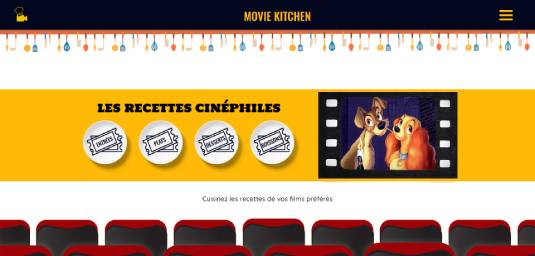 MOVIE KITCHEN
LES RECETTES CINÉPHILES
ENTRÉES
PLATS
DESSERTS
BOISSONS
Cuisinez les recettes de vos films préférés